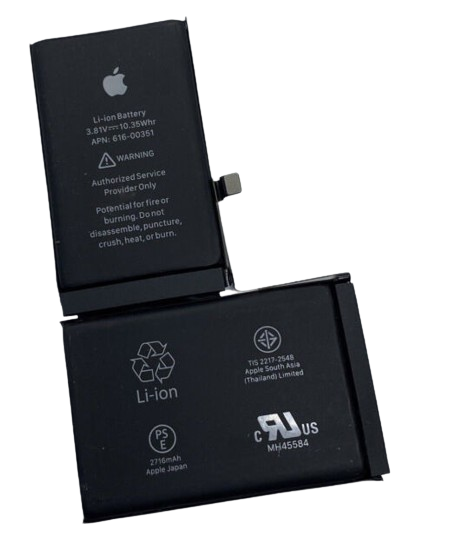 Li-ion Battery
3.81V⎓10.35Whr
APN: 616-00351
WARNING
Authorized Service
Provider Only
Potential for fire or
burning. Do not
disassemble, puncture,
crush, heat, or burn.
Li-ion
TIS 2217-2548
Apple South Asia
(Thailand) Limited
PS
E
2716mAh
Apple Japan
c RU US
MH45584